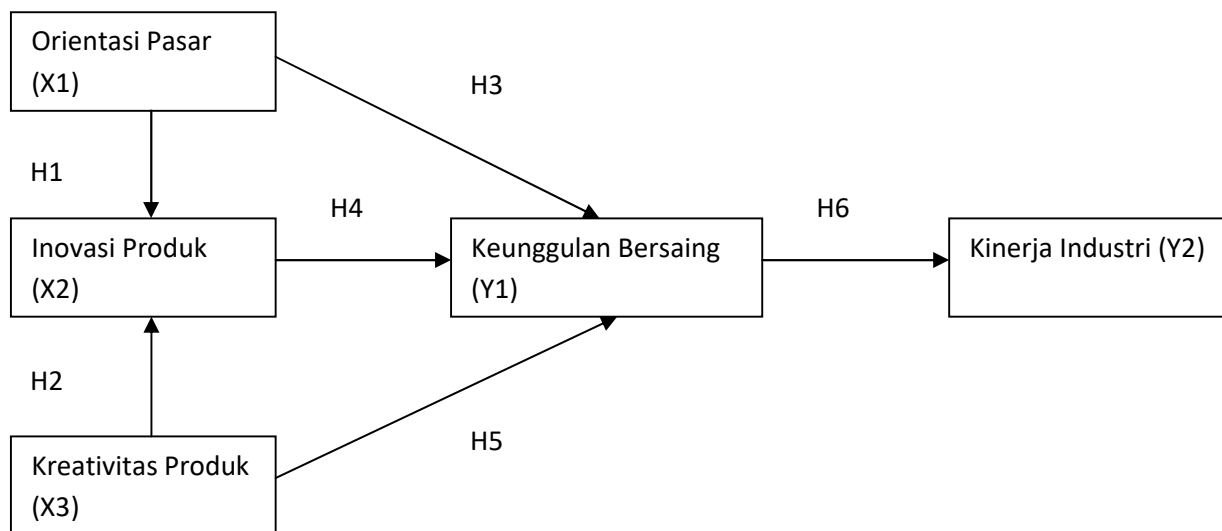 Orientasi Pasar
(X1)
H3
H1
H4
H6
Inovasi Produk
(X2)
Keunggulan Bersaing
(Y1)
Kinerja Industri (Y2)
H2
H5
Kreativitas Produk
(X3)